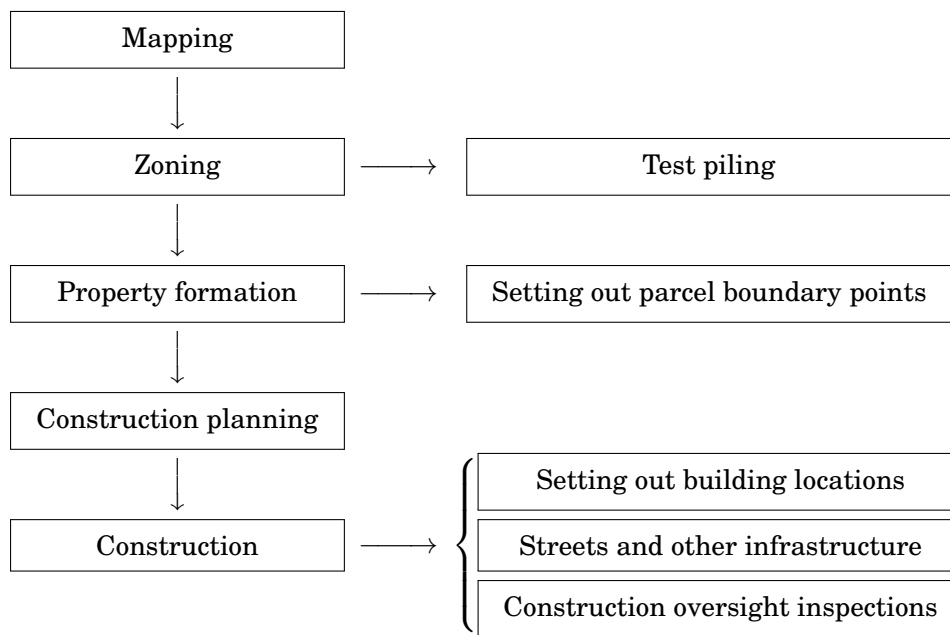 Mapping
Zoning
Test piling
Property formation
Setting out parcel boundary points
Construction planning
Setting out building locations
Construction
Streets and other infrastructure
Construction oversight inspections